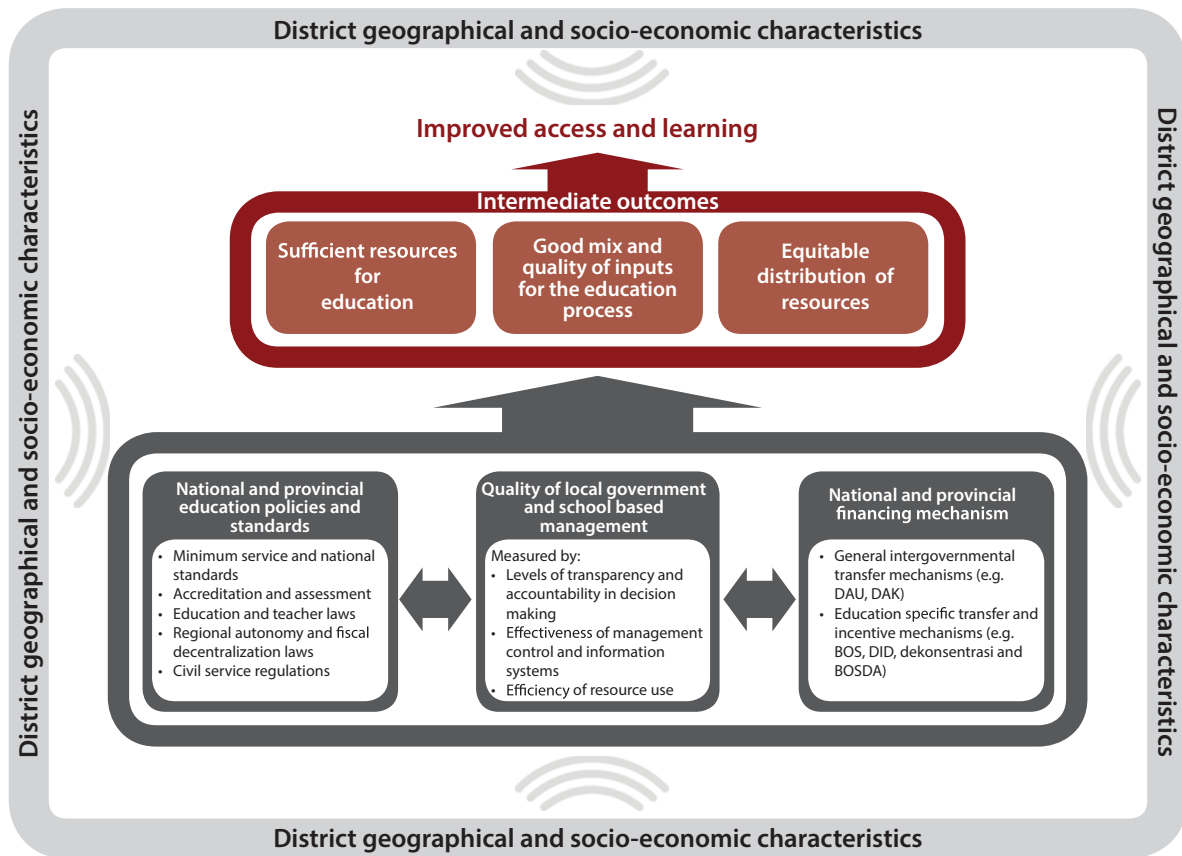 District geographical and socio-economic characteristics
District geographical and socio-economic characteristics
District geographical and socio-economic characteristics
Improved access and learning
Intermediate outcomes
Sufficient resources
for
education
Good mix and
quality of inputs
for the education
process
Equitable
distribution of
resources
National and provincial
education policies and
standards
• Minimum service and national
standards
• Accreditation and assessment
• Education and teacher laws
• Regional autonomy and fiscal
decentralization laws
• Civil service regulations
Quality of local government
and school based
management
Measured by:
• Levels of transparency and
accountability in decision
making
• Effectiveness of management
control and information
systems
• Efficiency of resource use
National and provincial
financing mechanism
• General intergovernmental
transfer mechanisms (e.g.
DAU, DAK)
• Education specific transfer and
incentive mechanisms (e.g.
BOS, DID, dekonsentrasi and
BOSDA)
District geographical and socio-economic characteristics